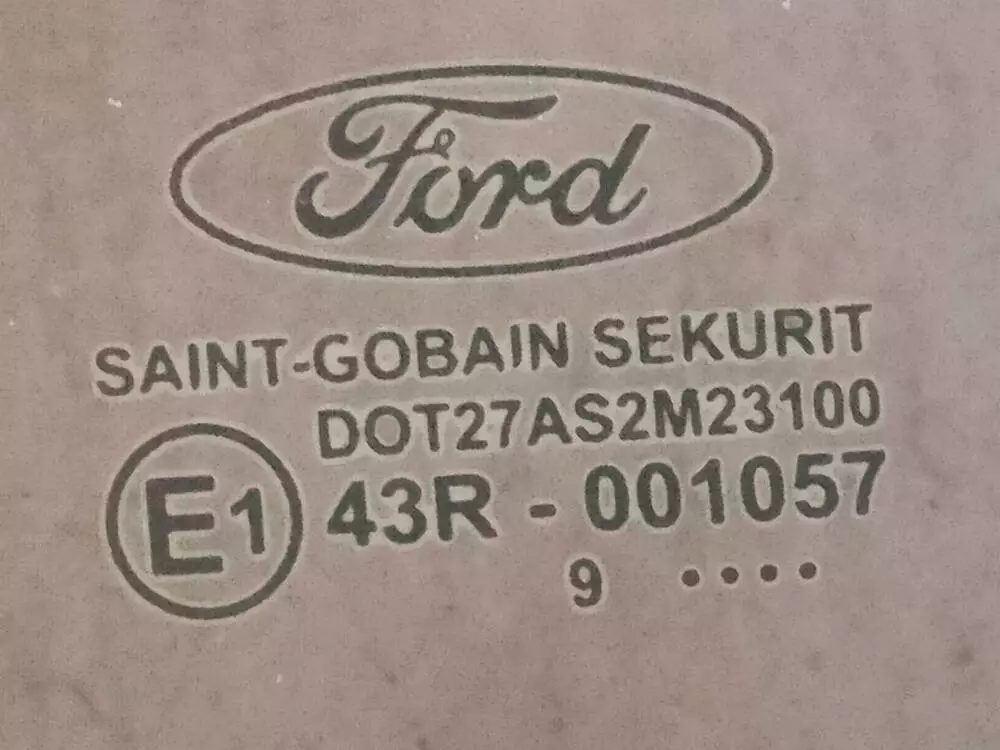 Ford
SAINT-GOBAIN SEKURIT
DOT27AS2M23100
E1 43R - 001057
9 ....